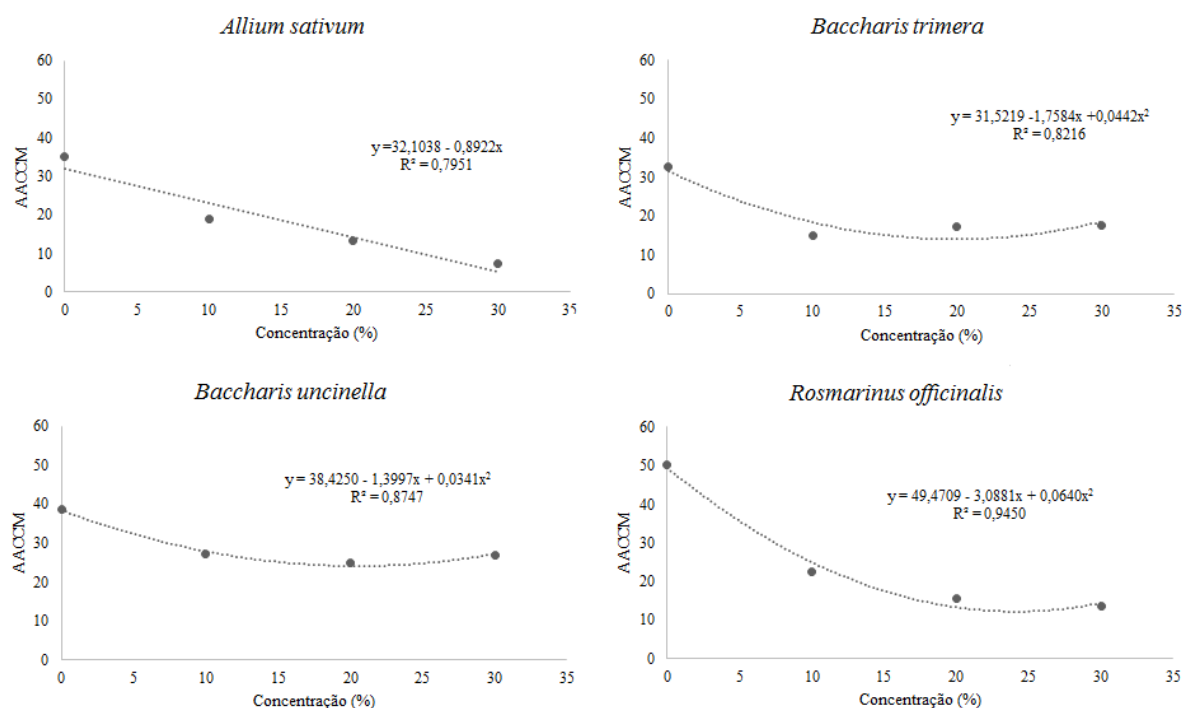 Allium sativum
60
50
40
30
20
10
0
AACCM
y =32,1038 - 0,8922x
R² = 0,7951
0 5 10 15 20 25 30 35
Concentração (%)
Baccharis trimera
60
50
40
30
20
10
0
AACCM
y = 31,5219 -1,7584x +0,0442x²
R² = 0,8216
0 5 10 15 20 25 30 35
Concentração (%)
Baccharis uncinella
60
50
40
30
20
10
0
AACCM
y = 38,4250 - 1,3997x + 0,0341x²
R² = 0,8747
0 5 10 15 20 25 30 35
Concentração (%)
Rosmarinus officinalis
60
50
40
30
20
10
0
AACCM
y = 49,4709 - 3,0881x + 0,0640x²
R² = 0,9450
0 5 10 15 20 25 30 35
Concentração (%)